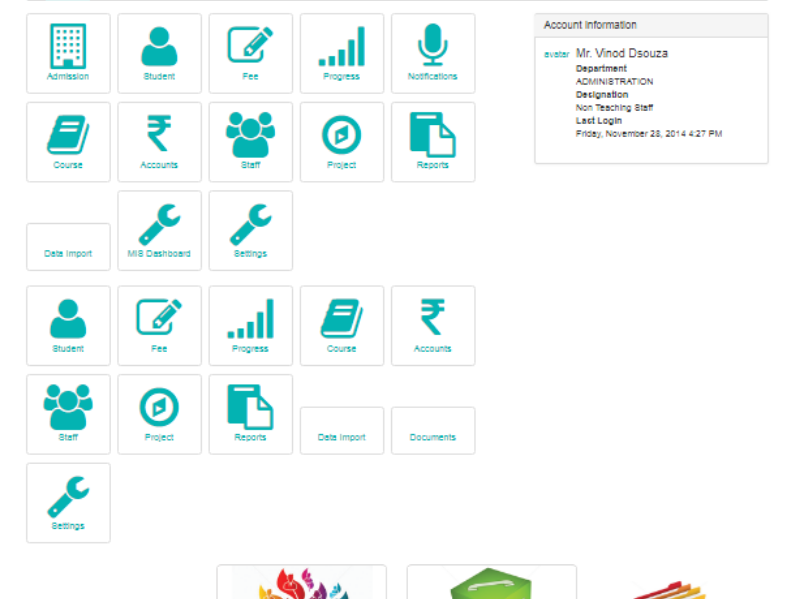 Admission Student Fee Progress Notifications
Course Accounts Staff Project Reports
Data Import MIS Dashboard Settings
Student Fee Progress Course Accounts
Staff Project Reports Data Import Documents
Settings
Account Information
avatar Mr. Vinod Dsouza
Department
ADMINISTRATION
Designation
Non Teaching Staff
Last Login
Friday, November 28, 2014 4:27 PM